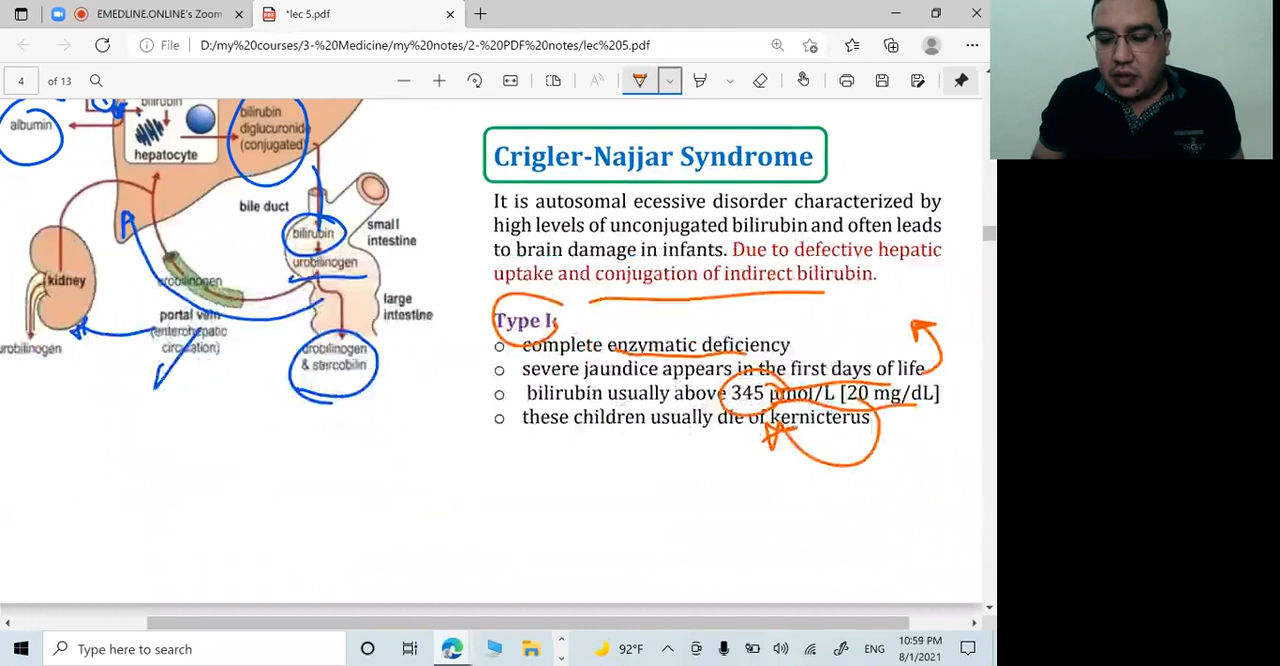 EMEDLINE.ONLINE's Zoom
*lec 5.pdf
File
D:/my%20courses/3-%20Medicine/my%20notes/2-%20PDF%20notes/lec%205.pdf
4
of 13
bilirubin
albumin
hepatocyte
bilirubin
diglucuronid
(conjugated)
bile duct
small
intestine
bilirubin
urobilinogen
kidney
urobilinogen
large
intestine
portal vein
(enterohepatic
circulation)
urobilinogen
urobilinogen
& stercobilin
Crigler-Najjar Syndrome
It is autosomal ecessive disorder characterized by
high levels of unconjugated bilirubin and often leads
to brain damage in infants. Due to defective hepatic
uptake and conjugation of indirect bilirubin.
Type I:
o complete enzymatic deficiency
o severe jaundice appears in the first days of life
o bilirubin usually above 345 µmol/L [20 mg/dL]
o these children usually die of kernicterus
Type here to search
92°F
ENG
10:59 PM
8/1/2021